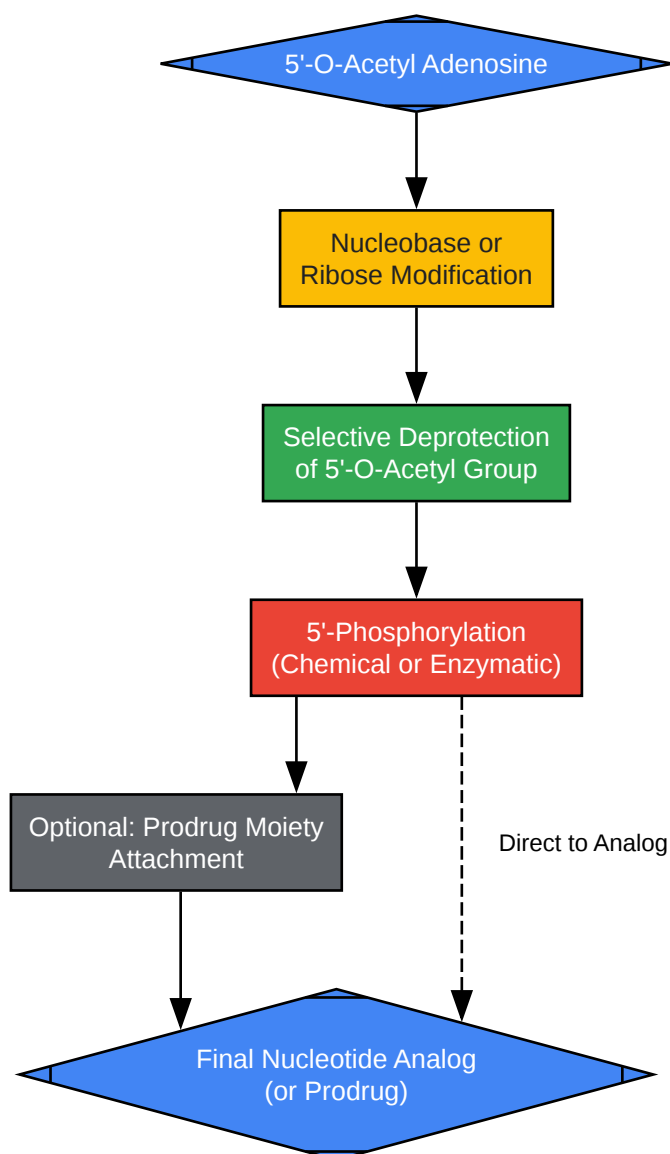 5'-O-Acetyl Adenosine
Nucleobase or
Ribose Modification
Selective Deprotection
of 5'-O-Acetyl Group
5'-Phosphorylation
(Chemical or Enzymatic)
Optional: Prodrug Moiety
Attachment
Direct to Analog
Final Nucleotide Analog
(or Prodrug)